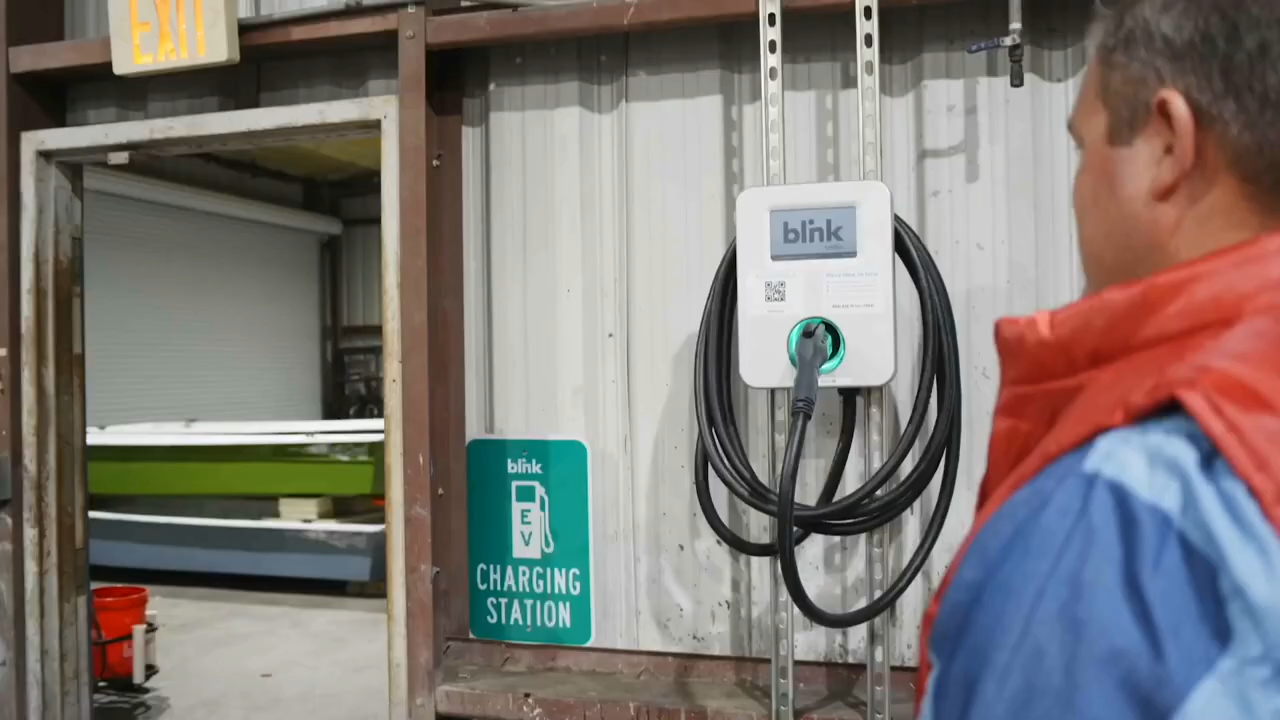 EXIT
blink
blink
EV
CHARGING
STATION